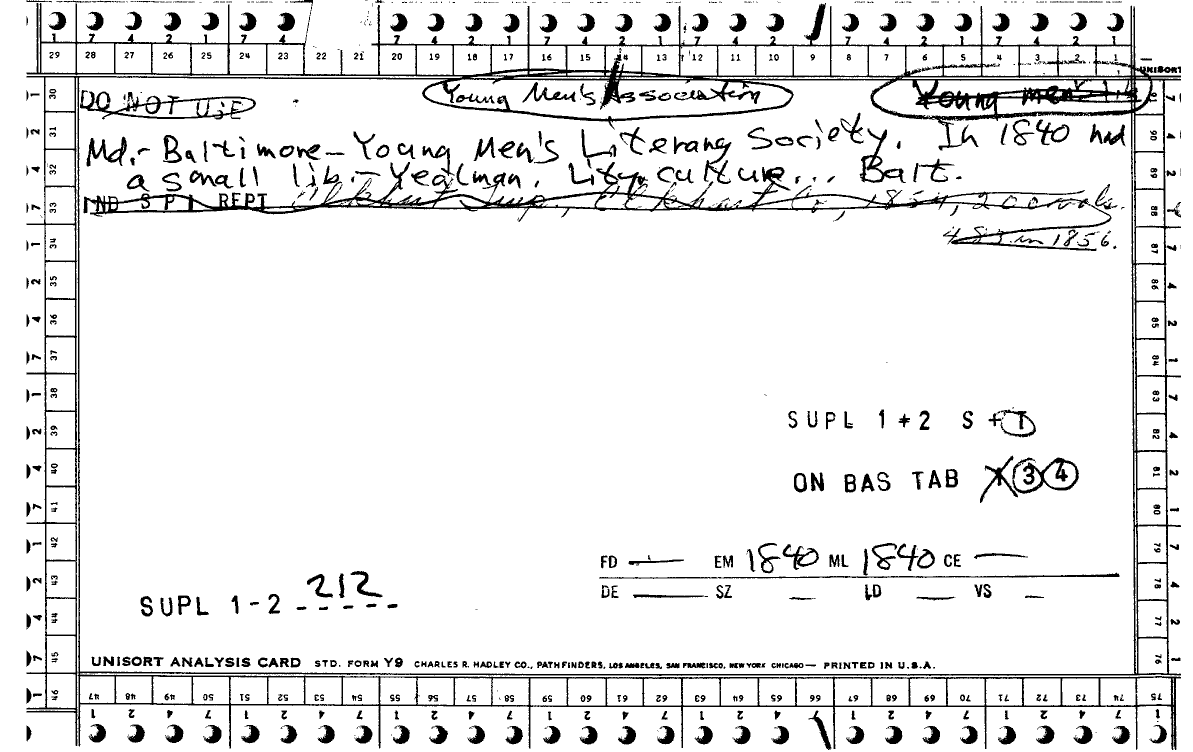 1 7 4 2 1 7 4 7 4 2 1 7 4 2 1 7 4 2 1 7 4 2 1 7 4 2 1
29 28 27 26 25 24 23 22 21 20 19 18 17 16 15 14 13 12 11 10 9 8 7 6 5 4 3 2 1
UNISORT
DO NOT USE
Young Men's Association
Young men's lib
Md.- Baltimore- Young Men's Literary Society. In 1840 had
a small lib.- Yealman. Lit'y culture... Balt.
IND S P I REPT Elkhart Twp., Elkhart Co, 1854, 200 vols.
483 in 1856.
SUPL 1+2 S+T
ON BAS TAB 1 3 4
FD — EM 1840 ML 1840 CE —
DE — SZ — LD — VS —
SUPL 1-2 212
UNISORT ANALYSIS CARD STD. FORM Y9 CHARLES R. HADLEY CO., PATHFINDERS, LOS ANGELES, SAN FRANCISCO, NEW YORK CHICAGO — PRINTED IN U.S.A.
30 31 32 33 34 35 36 37 38 39 40 41 42 43 44 45 46
91 90 89 88 87 86 85 84 83 82 81 80 79 78 77 76 75
47 48 49 50 51 52 53 54 55 56 57 58 59 60 61 62 63 64 65 66 67 68 69 70 71 72 73 74 75
1 2 4 7 1 2 4 7 1 2 4 7 1 2 4 7 1 2 4 7 1 2 4 7 1 2 4 7 1